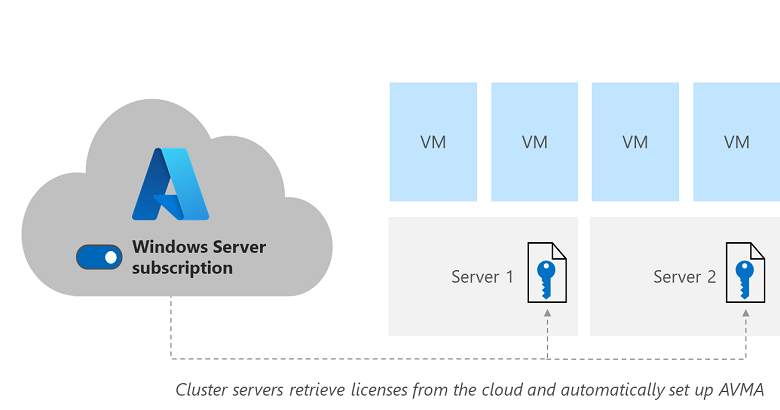 VM
VM
VM
VM
Windows Server
subscription
Server 1
Server 2
Cluster servers retrieve licenses from the cloud and automatically set up AVMA